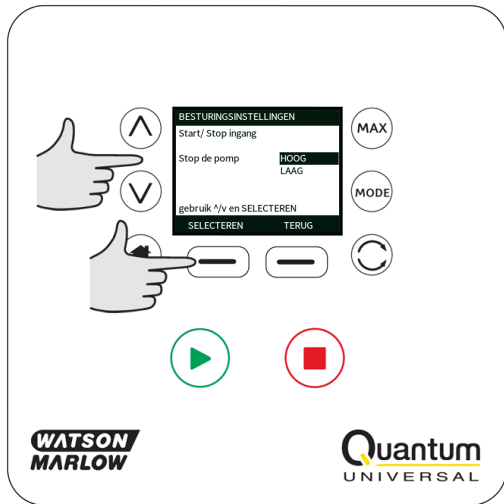 BESTURINGSINSTELLINGEN
Start/ Stop ingang
Stop de pomp HOOG
LAAG
gebruik ^/v en SELECTEREN
SELECTEREN TERUG
MAX
MODE
WATSON
MARLOW
Quantum
UNIVERSAL